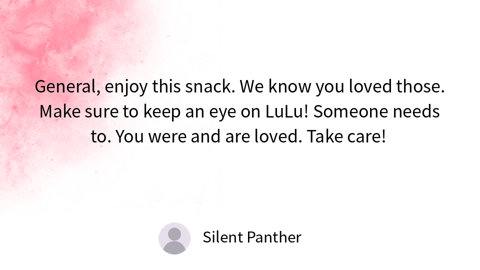 General, enjoy this snack. We know you loved those.
Make sure to keep an eye on LuLu! Someone needs
to. You were and are loved. Take care!
Silent Panther